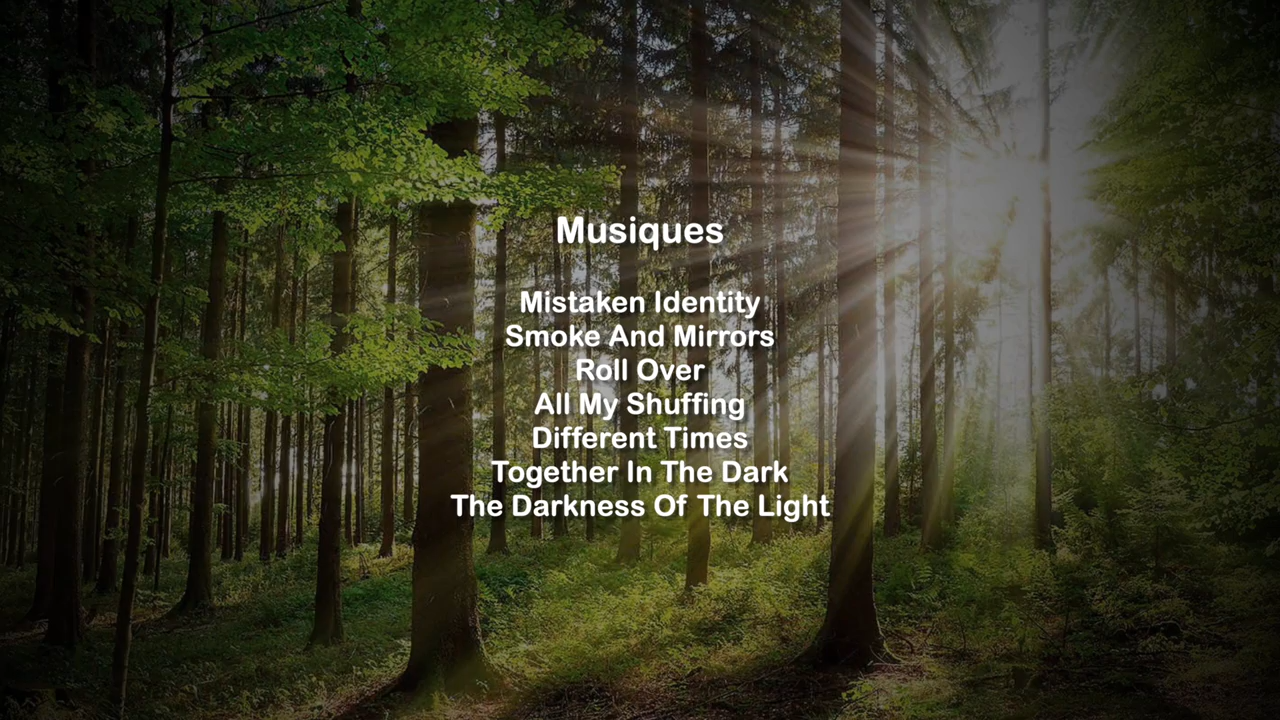 Musiques
Mistaken Identity
Smoke And Mirrors
Roll Over
All My Shuffing
Different Times
Together In The Dark
The Darkness Of The Light